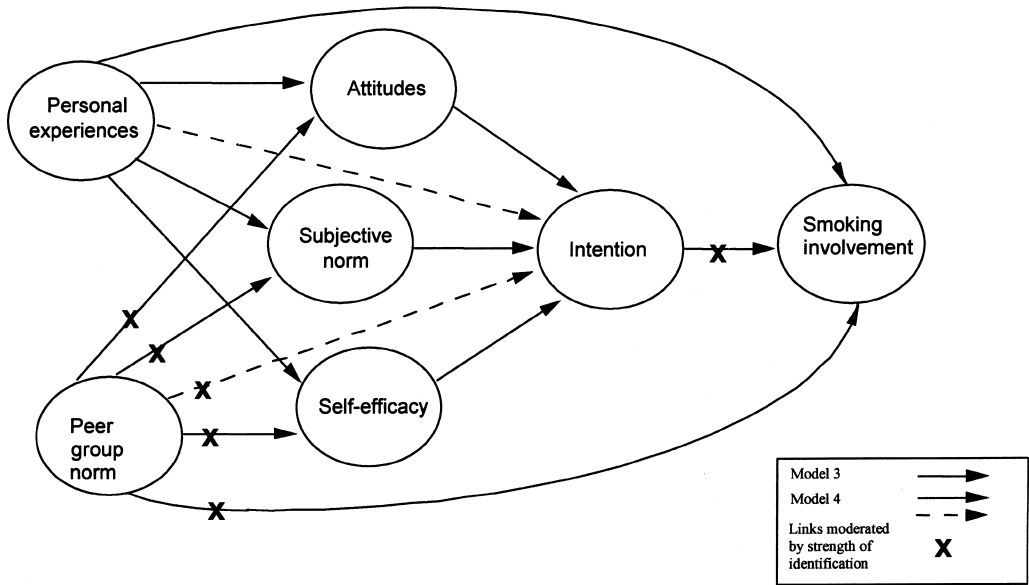 Personal
experiences
Attitudes
Subjective
norm
Intention
Smoking
involvement
X
X
X
X
X
X
Self-efficacy
Peer
group
norm
Model 3
Model 4
Links moderated
by strength of
identification
X